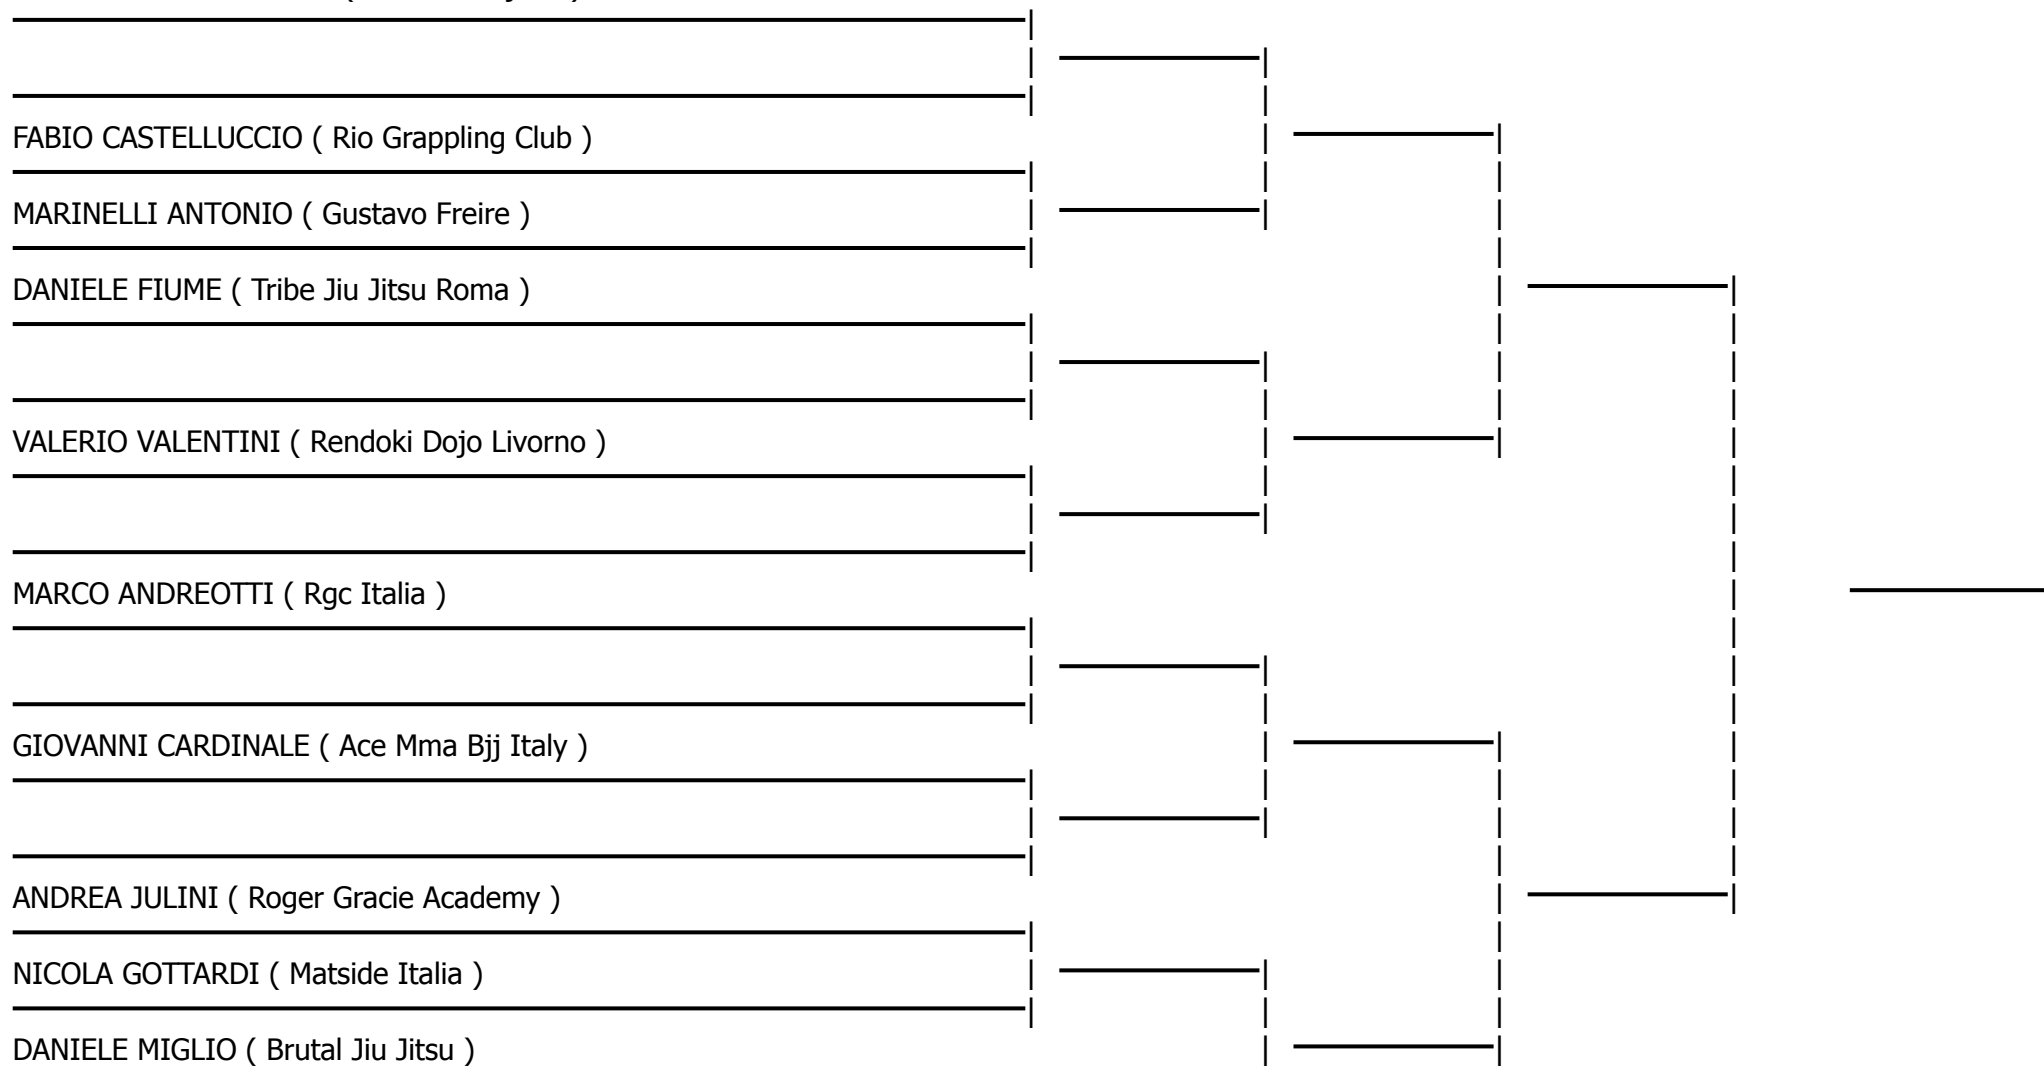 FABIO CASTELLUCCIO ( Rio Grappling Club )
MARINELLI ANTONIO ( Gustavo Freire )
DANIELE FIUME ( Tribe Jiu Jitsu Roma )
VALERIO VALENTINI ( Rendoki Dojo Livorno )
MARCO ANDREOTTI ( Rgc Italia )
GIOVANNI CARDINALE ( Ace Mma Bjj Italy )
ANDREA JULINI ( Roger Gracie Academy )
NICOLA GOTTARDI ( Matside Italia )
DANIELE MIGLIO ( Brutal Jiu Jitsu )